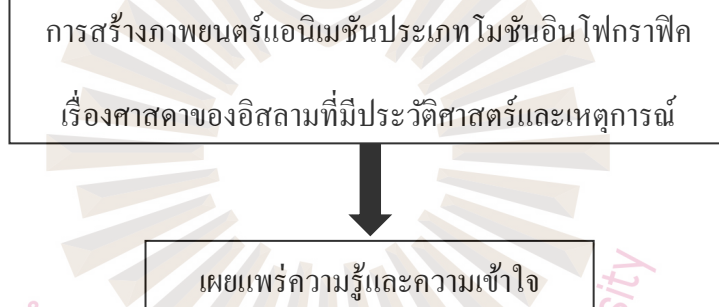 การสร้างภาพยนตร์แอนิเมชันประเภทโมชันอินโฟกราฟิค
เรื่องศาสดาของอิสลามที่มีประวัติศาสตร์และเหตุการณ์
เผยแพร่ความรู้และความเข้าใจ